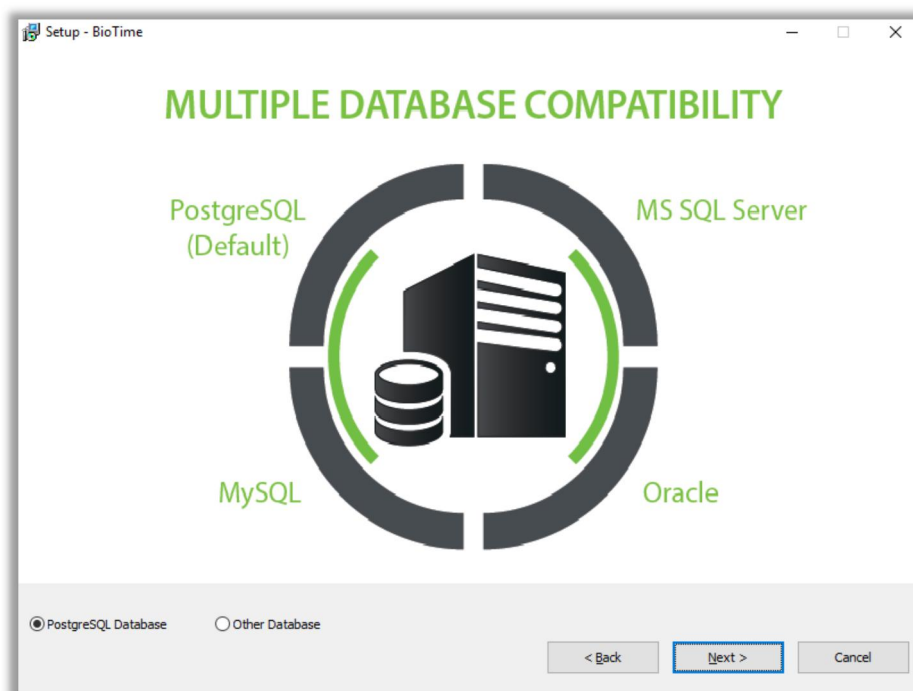 Setup - BioTime
MULTIPLE DATABASE COMPATIBILITY
PostgreSQL
(Default)
MS SQL Server
MySQL
Oracle
PostgreSQL Database
Other Database
< Back
Next >
Cancel